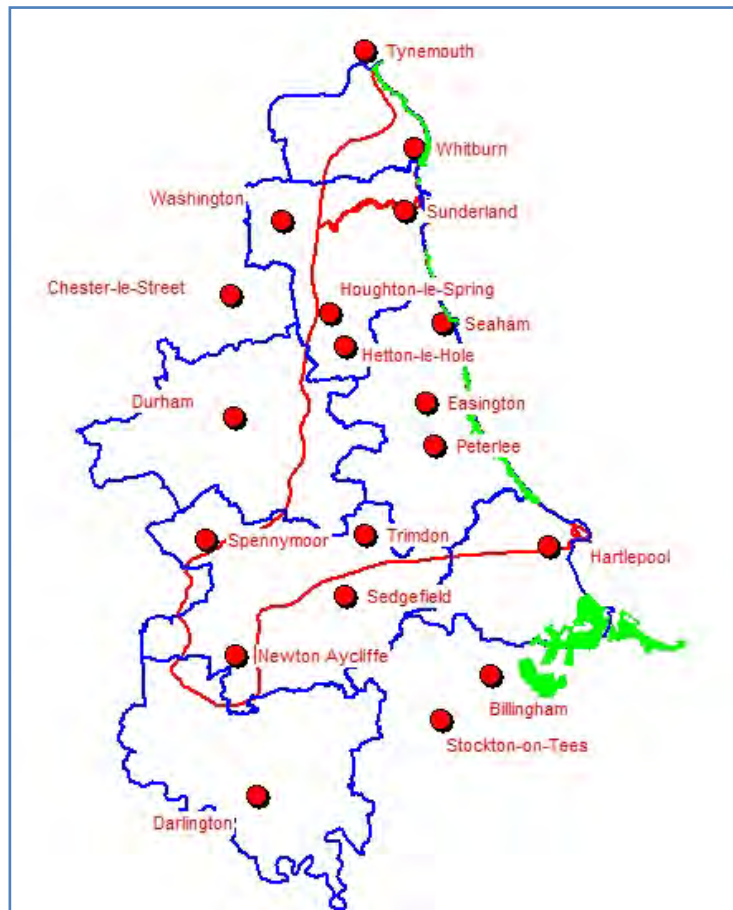 Tynemouth
Whitburn
Washington
Sunderland
Chester-le-Street
Houghton-le-Spring
Seaham
Hetton-le-Hole
Durham
Easington
Peterlee
Spennymoor
Trimdon
Hartlepool
Sedgefield
Newton Aycliffe
Billingham
Stockton-on-Tees
Darlington